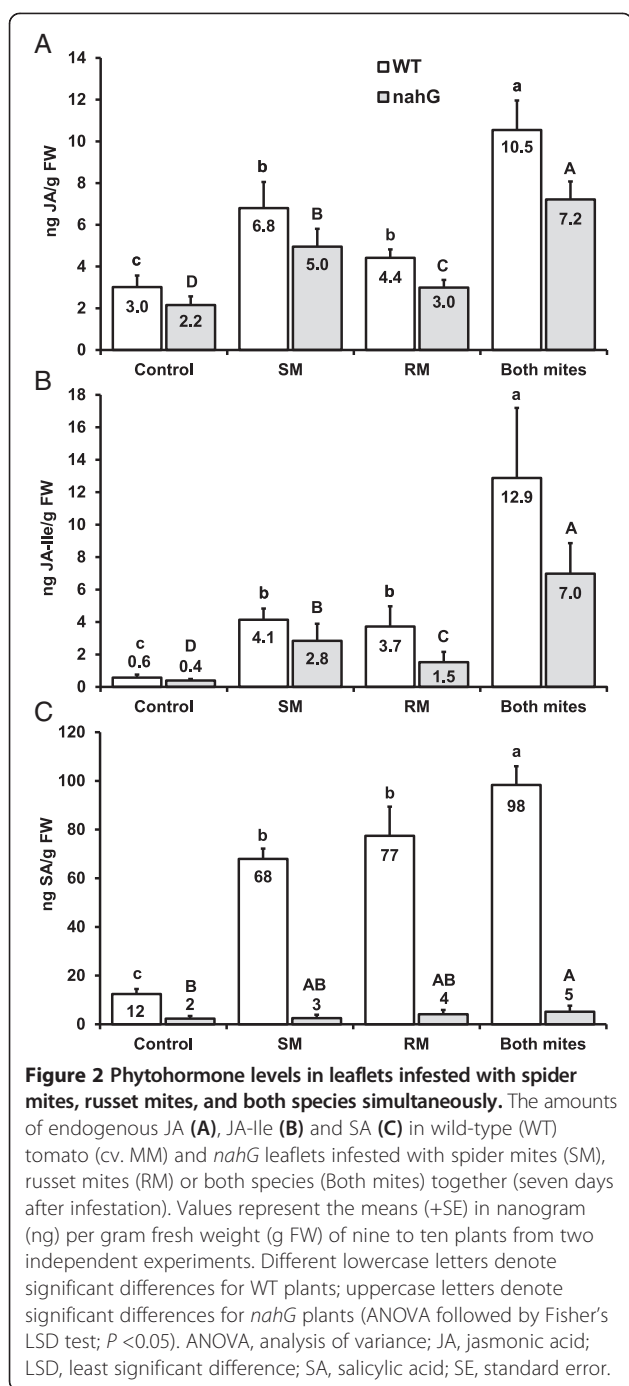 A
WT
nahG
ng JA/g FW
14
12
10
8
6
4
2
0
c
3.0
D
2.2
b
6.8
B
5.0
b
4.4
C
3.0
a
10.5
A
7.2
Control SM RM Both mites
B
ng JA-Ile/g FW
18
16
14
12
10
8
6
4
2
0
c
0.6
D
0.4
b
4.1
B
2.8
b
3.7
C
1.5
a
12.9
A
7.0
Control SM RM Both mites
C
ng SA/g FW
120
100
80
60
40
20
0
c
12
B
2
b
68
AB
3
b
77
AB
4
a
98
A
5
Control SM RM Both mites
Figure 2 Phytohormone levels in leaflets infested with spider
mites, russet mites, and both species simultaneously. The amounts
of endogenous JA (A), JA-Ile (B) and SA (C) in wild-type (WT)
tomato (cv. MM) and nahG leaflets infested with spider mites (SM),
russet mites (RM) or both species (Both mites) together (seven days
after infestation). Values represent the means (+SE) in nanogram
(ng) per gram fresh weight (g FW) of nine to ten plants from two
independent experiments. Different lowercase letters denote
significant differences for WT plants; uppercase letters denote
significant differences for nahG plants (ANOVA followed by Fisher's
LSD test; P <0.05). ANOVA, analysis of variance; JA, jasmonic acid;
LSD, least significant difference; SA, salicylic acid; SE, standard error.